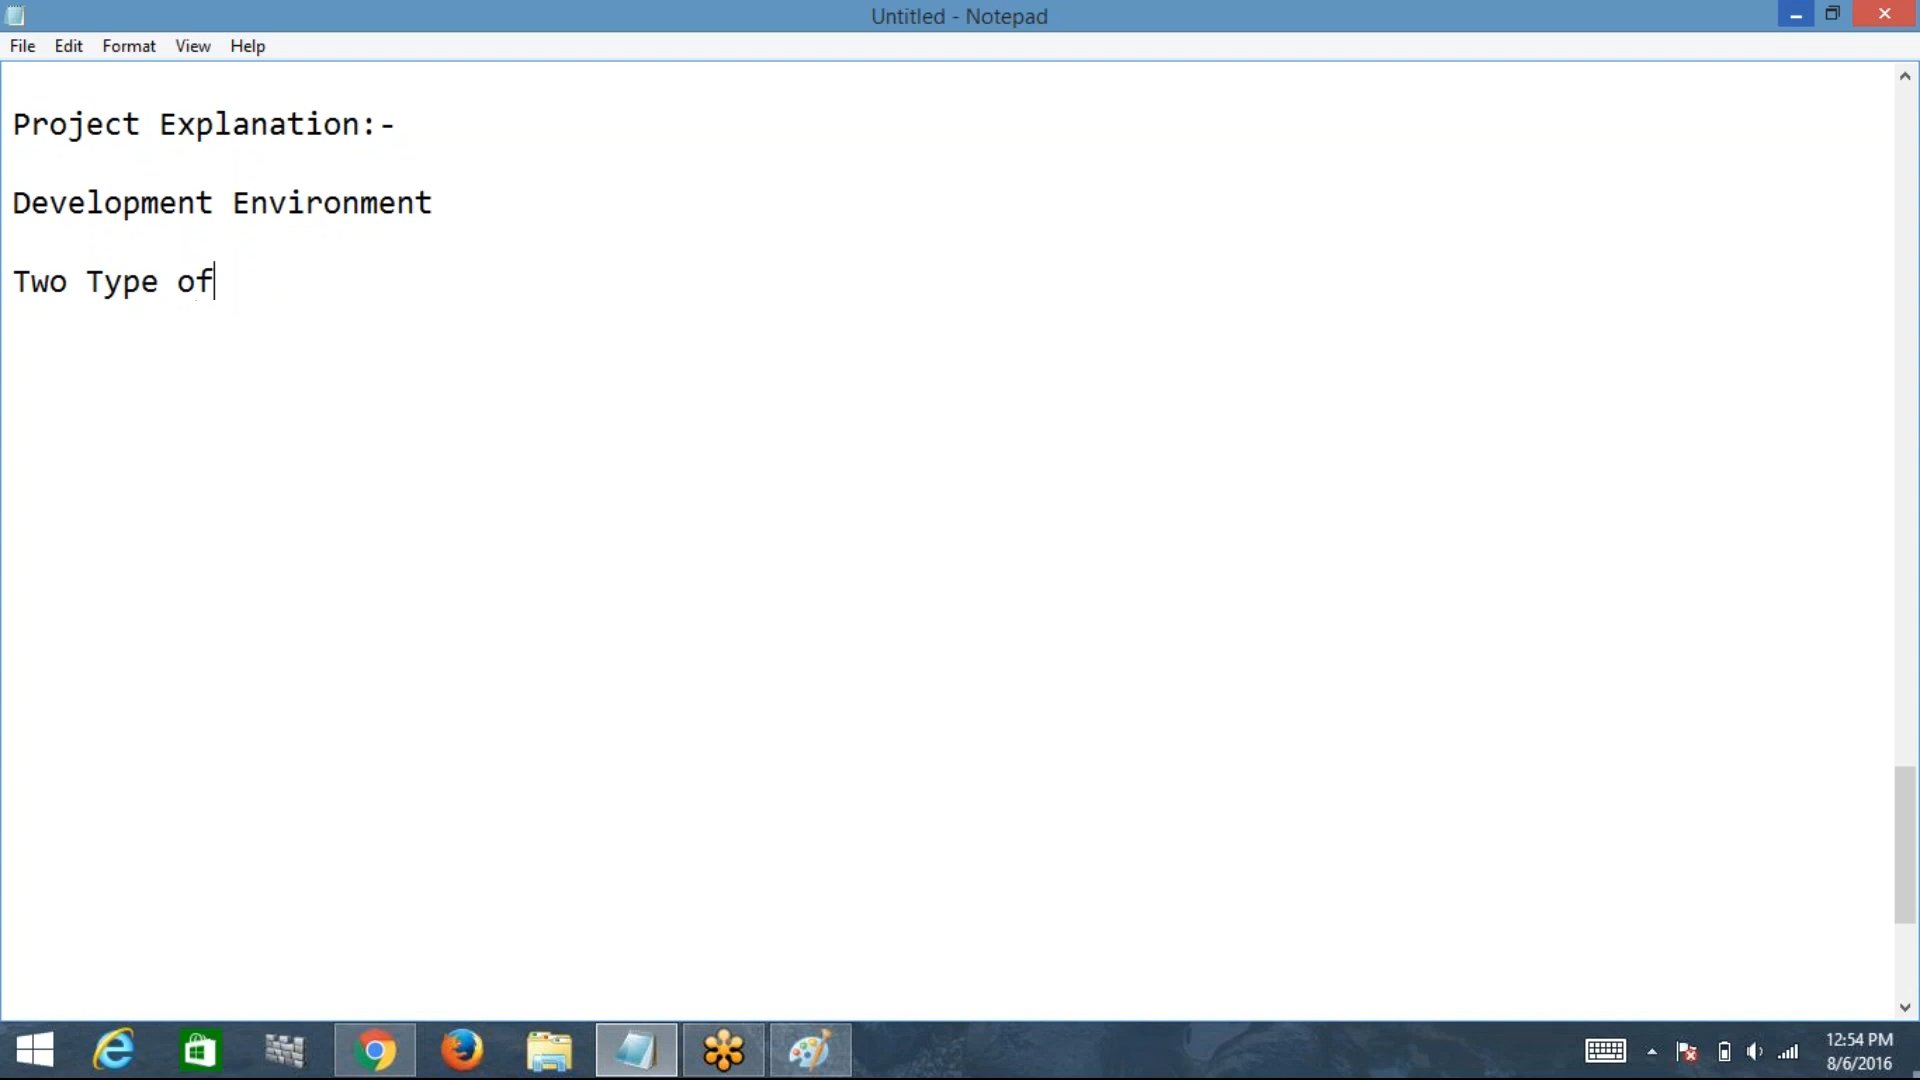 Untitled - Notepad
File Edit Format View Help
Project Explanation:-
Development Environment
Two Type of
12:54 PM
8/6/2016